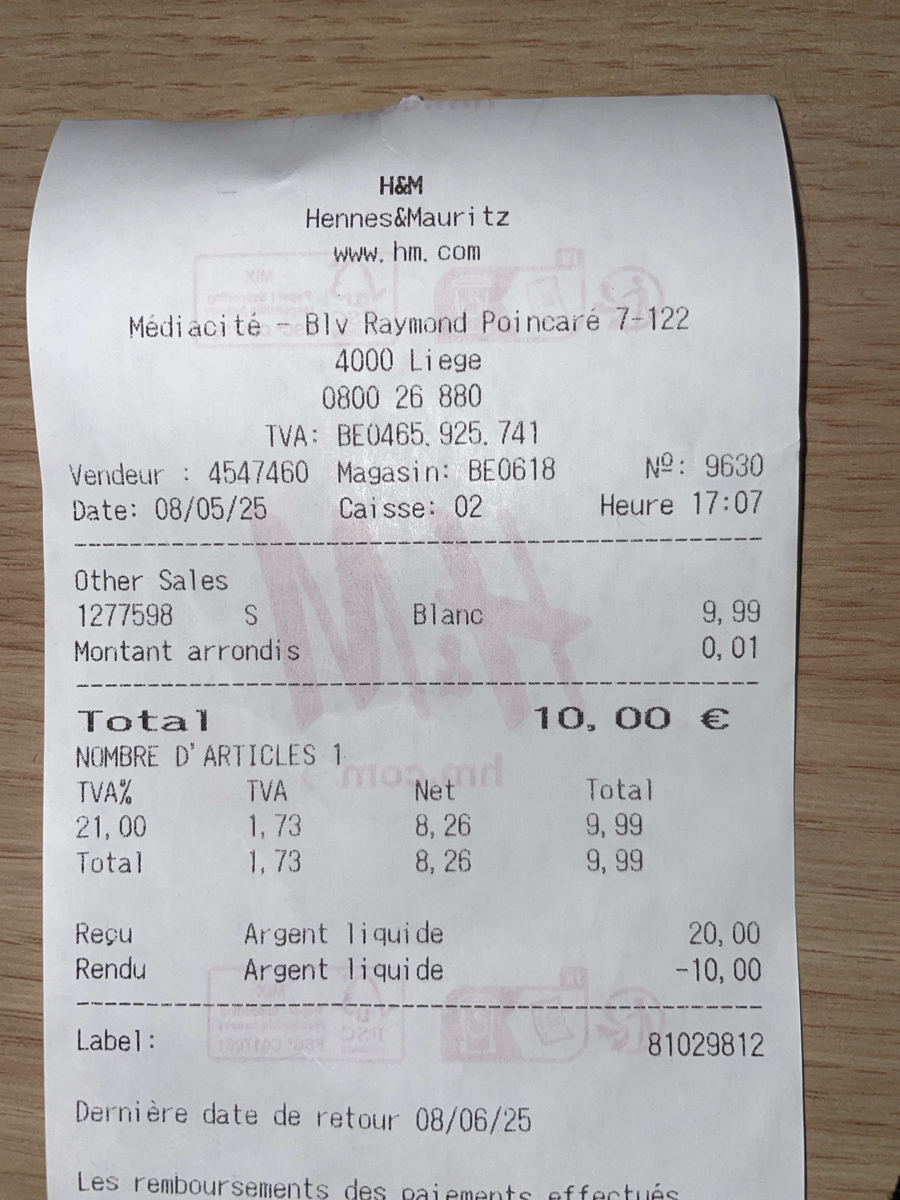 H&M
Hennes&Mauritz
www.hm.com
Médiacité - Blv Raymond Poincaré 7-122
4000 Liege
0800 26 880
TVA: BE0465.925.741
Vendeur : 4547460 Magasin: BE0618 Nº: 9630
Date: 08/05/25 Caisse: 02 Heure 17:07
Other Sales
1277598 S Blanc 9,99
Montant arrondis 0,01
Total 10,00 €
NOMBRE D'ARTICLES 1
TVA% TVA Net Total
21,00 1,73 8,26 9,99
Total 1,73 8,26 9,99
Reçu Argent liquide 20,00
Rendu Argent liquide -10,00
Label: 81029812
Dernière date de retour 08/06/25
Les remboursements des paiements effectués